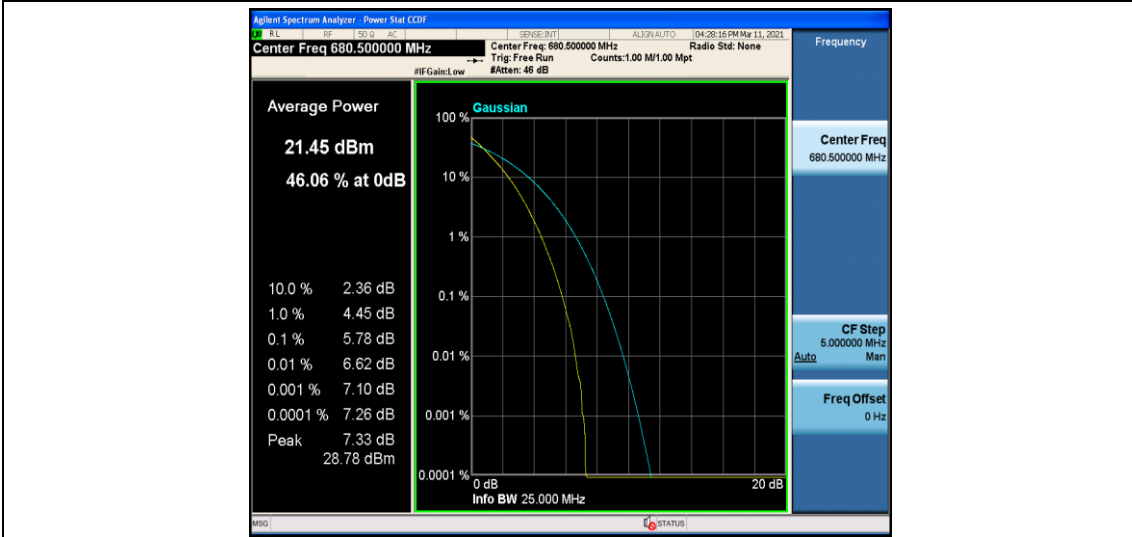 Agilent Spectrum Analyzer - Power Stat CCDF
LXI RL RF 50 Ω AC SENSE:INT ALIGN AUTO 04:28:16 PM Mar 11, 2021
Center Freq 680.500000 MHz
Center Freq: 680.500000 MHz Radio Std: None
Trig: Free Run Counts:1.00 M/1.00 Mpt
#IFGain:Low #Atten: 46 dB
Average Power
21.45 dBm
46.06 % at 0dB
10.0 % 2.36 dB
1.0 % 4.45 dB
0.1 % 5.78 dB
0.01 % 6.62 dB
0.001 % 7.10 dB
0.0001 % 7.26 dB
Peak 7.33 dB
28.78 dBm
Gaussian
100 %
10 %
1 %
0.1 %
0.01 %
0.001 %
0.0001 %
0 dB 20 dB
Info BW 25.000 MHz
Frequency
Center Freq
680.500000 MHz
CF Step
5.000000 MHz
Auto Man
Freq Offset
0 Hz
MSG STATUS